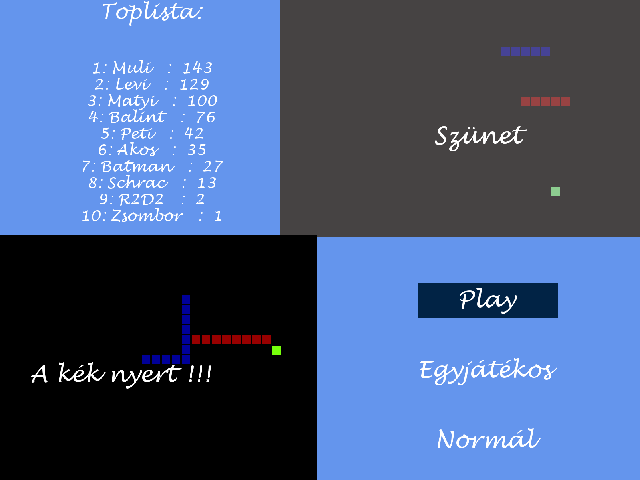 Toplista:
1: Muli : 143
2: Levi : 129
3: Matyi : 100
4: Balint : 76
5: Peti : 42
6: Akos : 35
7: Batman : 27
8: Schrac : 13
9: R2D2 : 2
10: Zsombor : 1
Szünet
A kék nyert !!!
Play
Egyjátékos
Normál